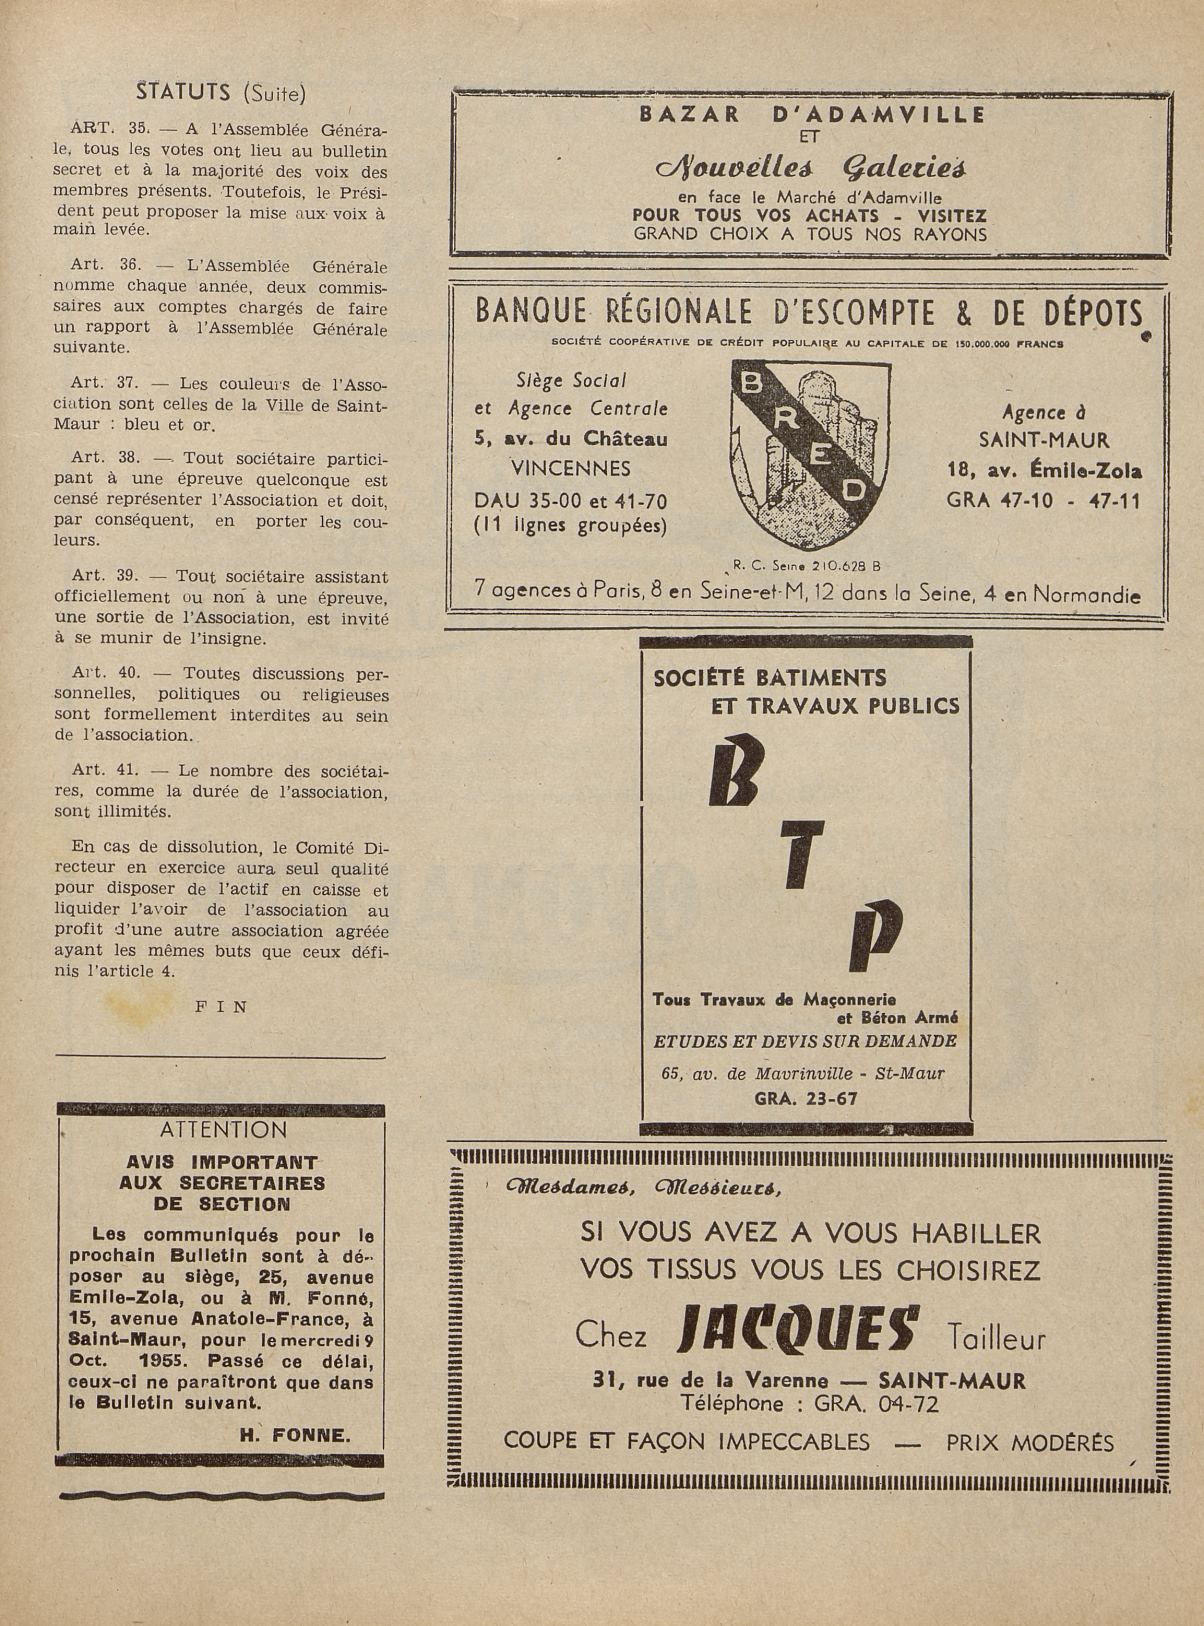 STATUTS (Suite)
ART. 35. — A l'Assemblée Généra-
le, tous les votes ont lieu au bulletin
secret et à la majorité des voix des
membres présents. Toutefois, le Prési-
dent peut proposer la mise aux voix à
main levée.
Art. 36. — L'Assemblée Générale
nomme chaque année, deux commis-
saires aux comptes chargés de faire
un rapport à l'Assemblée Générale
suivante.
Art. 37. — Les couleurs de l'Asso-
ciation sont celles de la Ville de Saint-
Maur : bleu et or.
Art. 38. — Tout sociétaire partici-
pant à une épreuve quelconque est
censé représenter l'Association et doit,
par conséquent, en porter les cou-
leurs.
Art. 39. — Tout sociétaire assistant
officiellement ou non à une épreuve,
une sortie de l'Association, est invité
à se munir de l'insigne.
Art. 40. — Toutes discussions per-
sonnelles, politiques ou religieuses
sont formellement interdites au sein
de l'association.
Art. 41. — Le nombre des sociétai-
res, comme la durée de l'association,
sont illimités.
En cas de dissolution, le Comité Di-
recteur en exercice aura seul qualité
pour disposer de l'actif en caisse et
liquider l'avoir de l'association au
profit d'une autre association agréée
ayant les mêmes buts que ceux défi-
nis l'article 4.
FIN
ATTENTION
AVIS IMPORTANT
AUX SECRETAIRES
DE SECTION
Les communiqués pour le
prochain Bulletin sont à dé-
poser au siège, 25, avenue
Emile-Zola, ou à M. Fonné,
15, avenue Anatole-France, à
Saint-Maur, pour le mercredi 9
Oct. 1955. Passé ce délai,
ceux-ci ne paraîtront que dans
le Bulletin suivant.
H. FONNE.
BAZAR D'ADAMVILLE
ET
Nouvelles Galeries
en face le Marché d'Adamville
POUR TOUS VOS ACHATS - VISITEZ
GRAND CHOIX A TOUS NOS RAYONS
BANQUE RÉGIONALE D'ESCOMPTE & DE DÉPOTS
SOCIÉTÉ COOPÉRATIVE DE CRÉDIT POPULAIRE AU CAPITALE DE 150.000.000 FRANCS
Siège Social
et Agence Centrale
5, av. du Château
VINCENNES
DAU 35-00 et 41-70
(11 lignes groupées)
BRED
Agence à
SAINT-MAUR
18, av. Émile-Zola
GRA 47-10 - 47-11
R. C. Seine 210.628 B
7 agences à Paris, 8 en Seine-et-M, 12 dans la Seine, 4 en Normandie
SOCIÉTÉ BATIMENTS
ET TRAVAUX PUBLICS
B
T
P
Tous Travaux de Maçonnerie
et Béton Armé
ETUDES ET DEVIS SUR DEMANDE
65, av. de Mavrinville - St-Maur
GRA. 23-67
Mesdames, Messieurs,
SI VOUS AVEZ A VOUS HABILLER
VOS TISSUS VOUS LES CHOISIREZ
Chez JACQUES Tailleur
31, rue de la Varenne — SAINT-MAUR
Téléphone : GRA. 04-72
COUPE ET FAÇON IMPECCABLES — PRIX MODÉRÉS